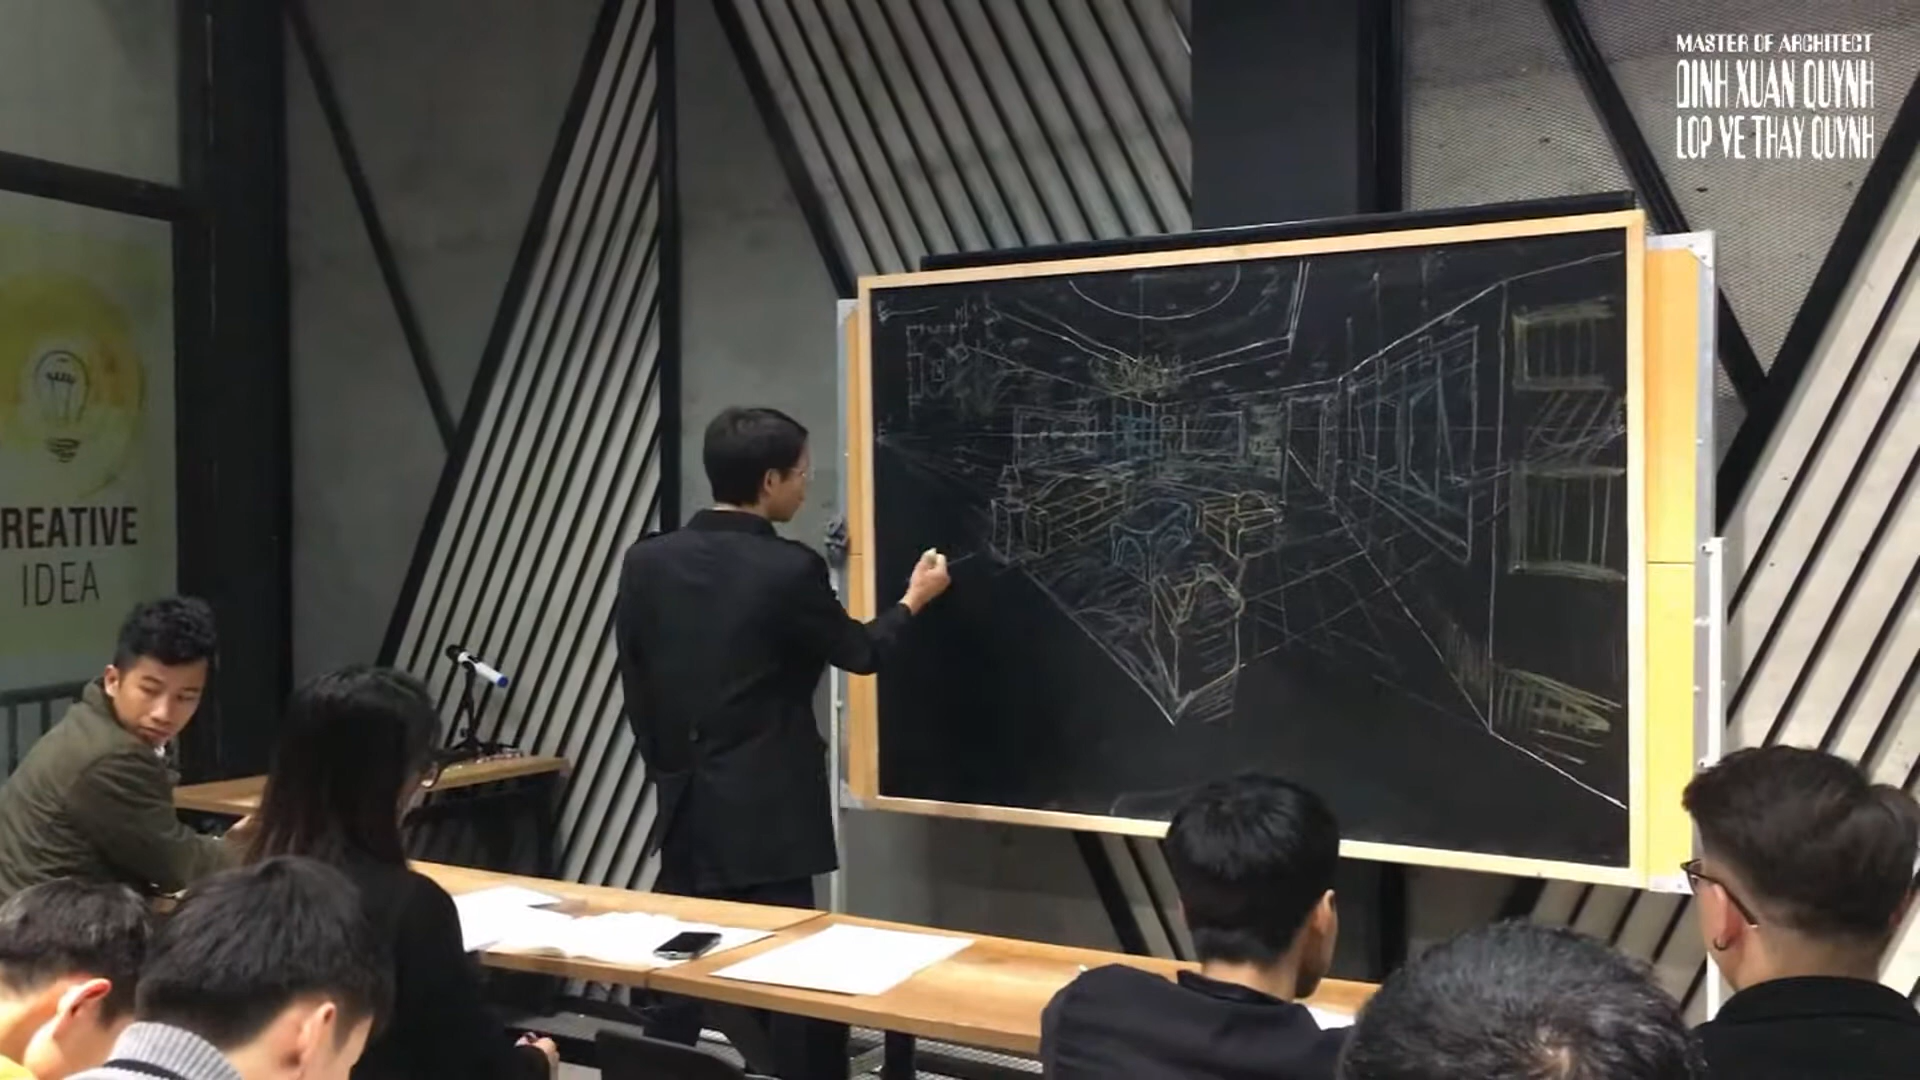 MASTER OF ARCHITECT
DINH XUAN QUYNH
LOP VE THAY QUYNH
REATIVE
IDEA